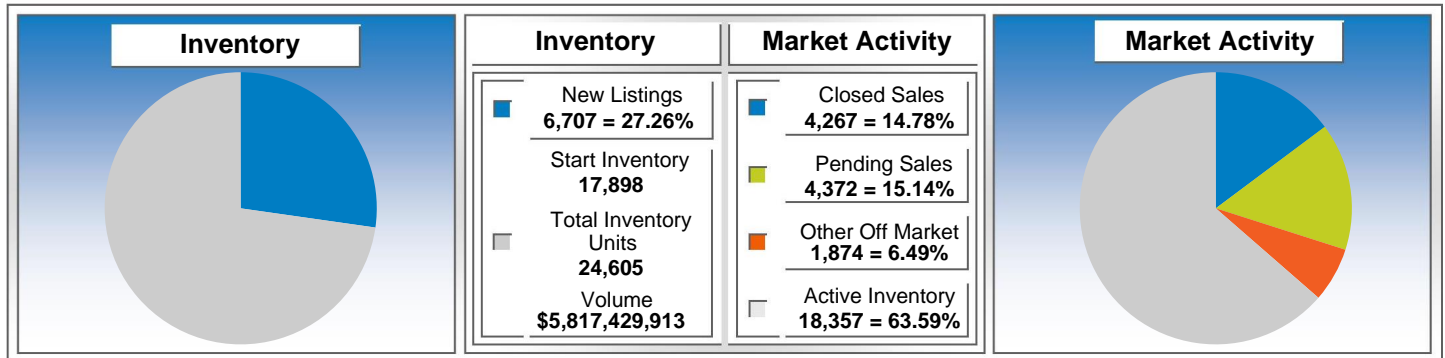 Inventory
Inventory
New Listings
6,707 = 27.26%
Start Inventory
17,898
Total Inventory
Units
24,605
Volume
$5,817,429,913
Market Activity
Closed Sales
4,267 = 14.78%
Pending Sales
4,372 = 15.14%
Other Off Market
1,874 = 6.49%
Active Inventory
18,357 = 63.59%
Market Activity